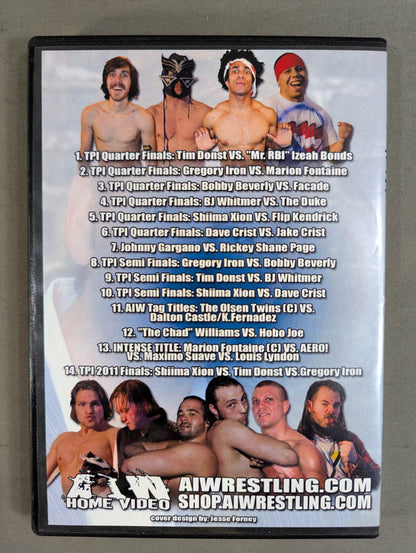 1. TPI Quarter Finals: Tim Donst VS. "Mr. RBI" Izeah Bonds
2. TPI Quarter Finals: Gregory Iron VS. Marion Fontaine
3. TPI Quarter Finals: Bobby Beverly VS. Facade
4. TPI Quarter Finals: BJ Whitmer VS. The Duke
5. TPI Quarter Finals: Shiima Xion VS. Flip Kendrick
6. TPI Quarter Finals: Dave Crist VS. Jake Crist
7. Johnny Gargano VS. Rickey Shane Page
8. TPI Semi Finals: Gregory Iron VS. Bobby Beverly
9. TPI Semi Finals: Tim Donst VS. BJ Whitmer
10. TPI Semi Finals: Shiima Xion VS. Dave Crist
11. AIW Tag Titles: The Olsen Twins (C) VS.
Dalton Castle/K.Fernadez
12. "The Chad" Williams VS. Hobo Joe
13. INTENSE TITLE: Marion Fontaine (C) VS. AERO!
VS. Maximo Suave VS. Louis Lyndon
14. TPI 2011 Finals: Shiima Xion VS. Tim Donst VS.Gregory Iron
AIW
HOME VIDEO
AIWRESTLING.COM
SHOP.AIWRESTLING.COM
cover design by: Jesse Forney